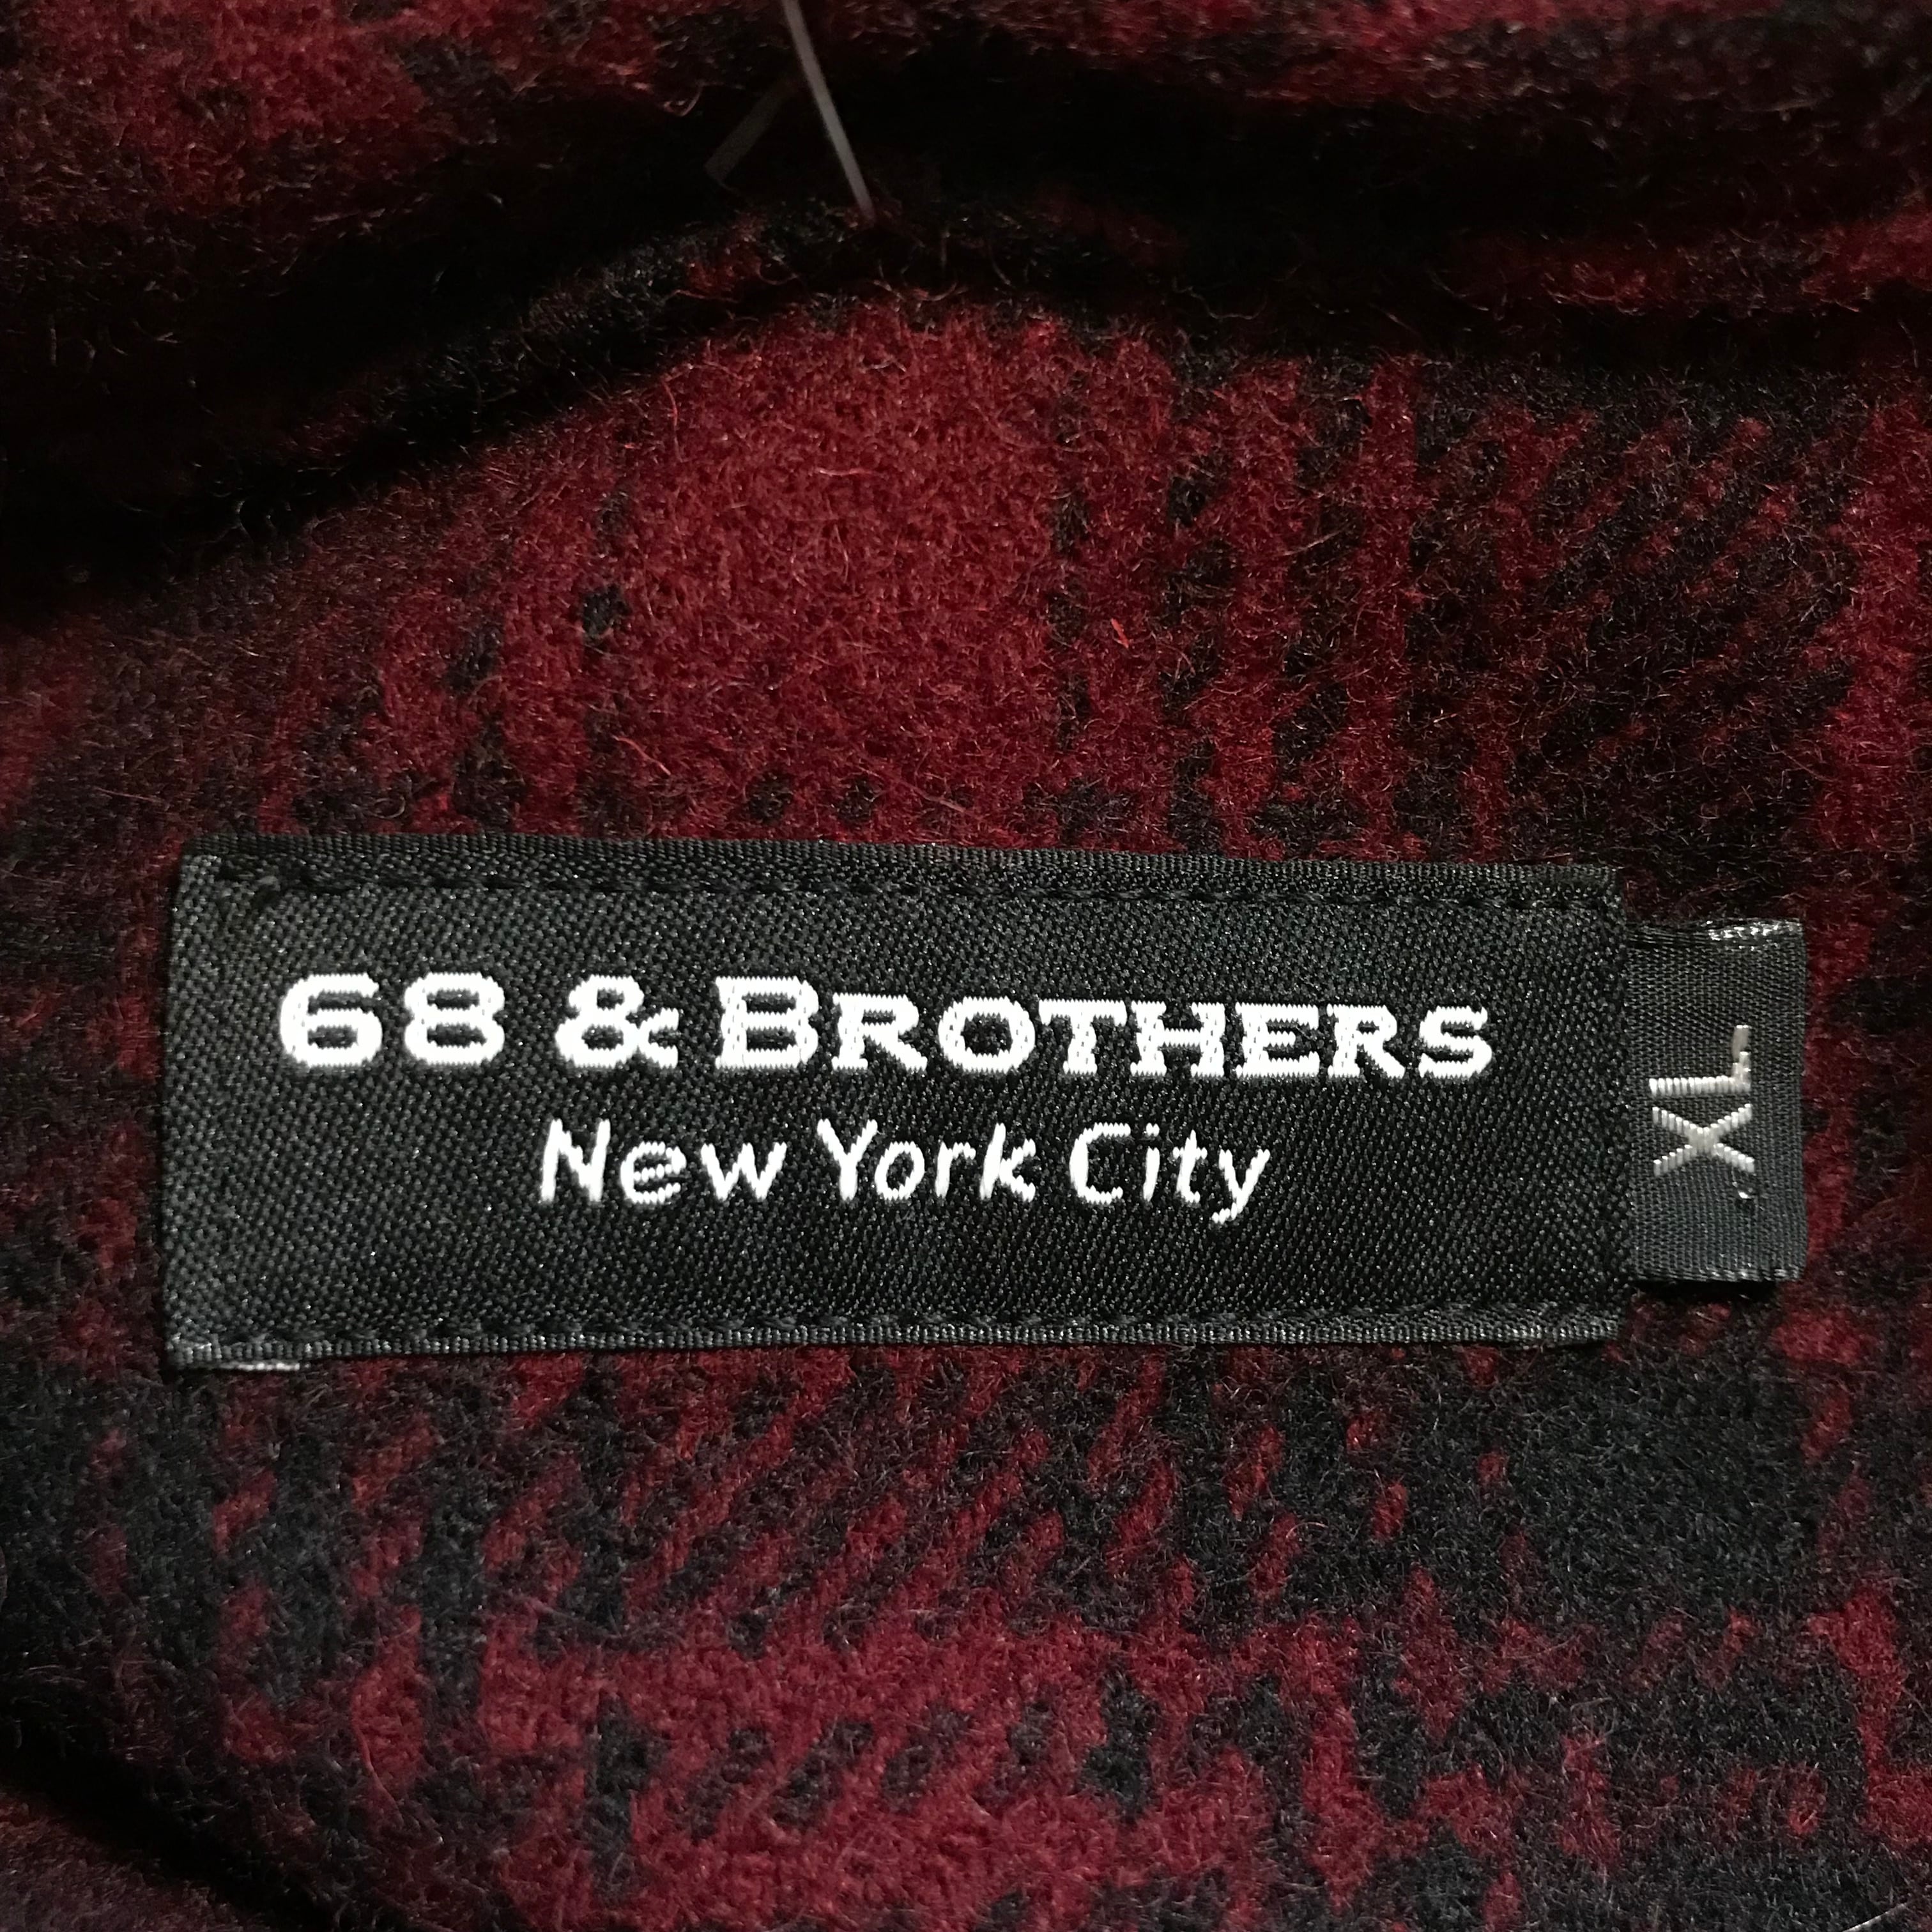 68 & BROTHERS
New York City
XL